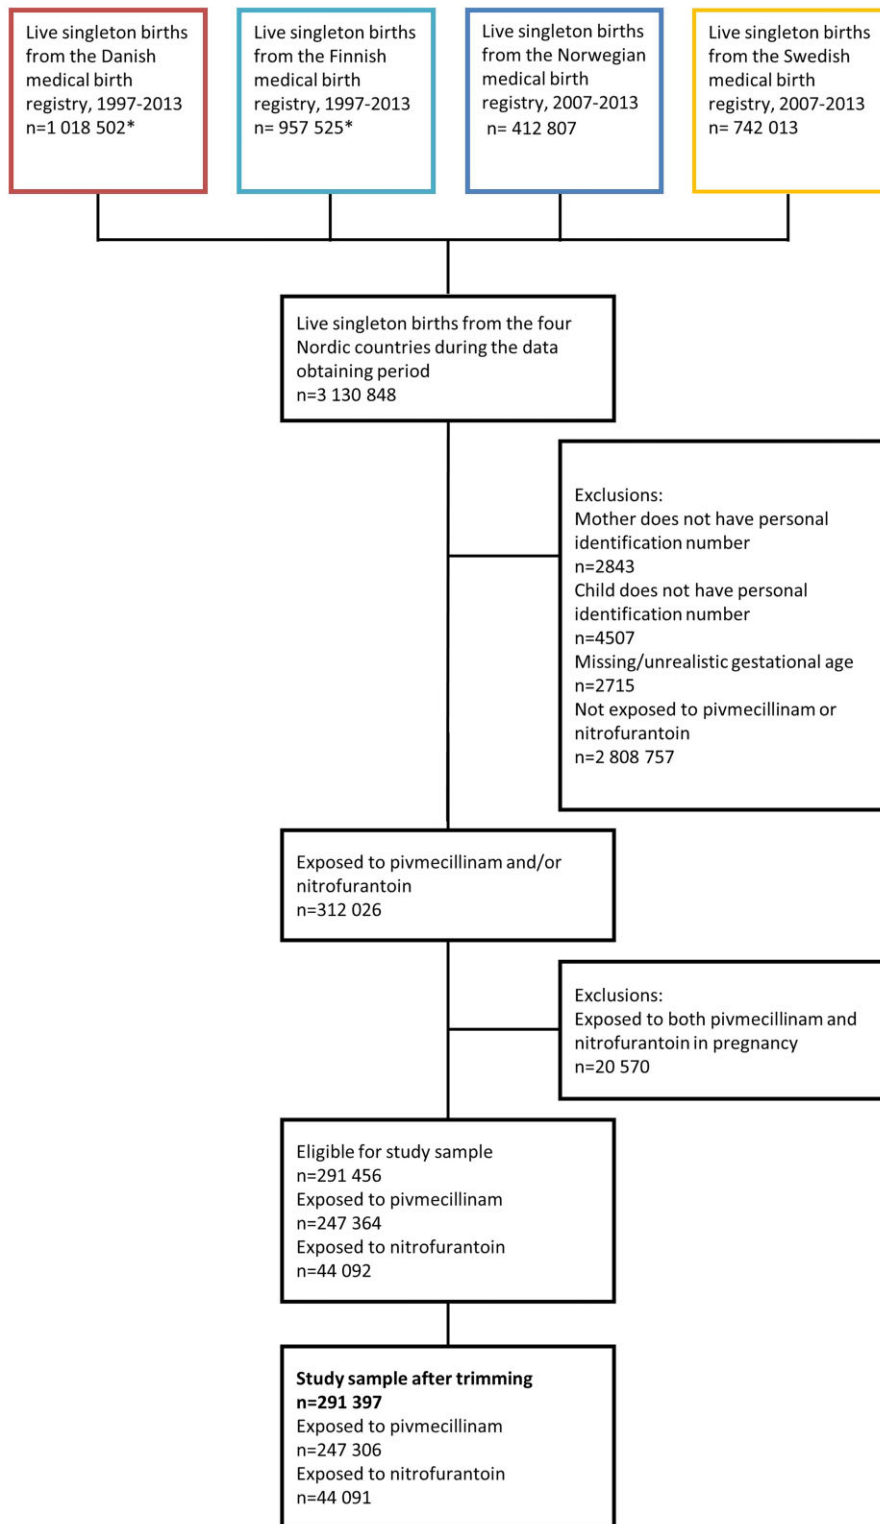 Live singleton births
from the Danish
medical birth
registry, 1997-2013
n=1 018 502*
Live singleton births
from the Finnish
medical birth
registry, 1997-2013
n= 957 525*
Live singleton births
from the Norwegian
medical birth
registry, 2007-2013
n= 412 807
Live singleton births
from the Swedish
medical birth
registry, 2007-2013
n= 742 013
Live singleton births from the four
Nordic countries during the data
obtaining period
n=3 130 848
Exclusions:
Mother does not have personal
identification number
n=2843
Child does not have personal
identification number
n=4507
Missing/unrealistic gestational age
n=2715
Not exposed to pivmecillinam or
nitrofurantoin
n=2 808 757
Exposed to pivmecillinam and/or
nitrofurantoin
n=312 026
Exclusions:
Exposed to both pivmecillinam and
nitrofurantoin in pregnancy
n=20 570
Eligible for study sample
n=291 456
Exposed to pivmecillinam
n=247 364
Exposed to nitrofurantoin
n=44 092
Study sample after trimming
n=291 397
Exposed to pivmecillinam
n=247 306
Exposed to nitrofurantoin
n=44 091